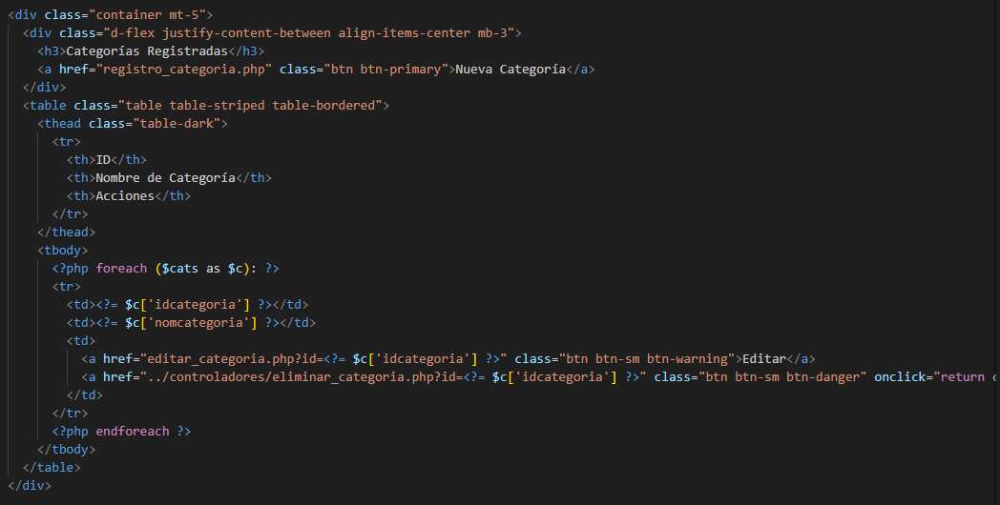 <div class="container mt-5">
<div class="d-flex justify-content-between align-items-center mb-3">
<h3>Categorías Registradas</h3>
<a href="registro_categoria.php" class="btn btn-primary">Nueva Categoría</a>
</div>
<table class="table table-striped table-bordered">
<thead class="table-dark">
<tr>
<th>ID</th>
<th>Nombre de Categoría</th>
<th>Acciones</th>
</tr>
</thead>
<tbody>
<?php foreach ($cats as $c): ?>
<tr>
<td><?= $c['idcategoria'] ?></td>
<td><?= $c['nomcategoria'] ?></td>
<td>
<a href="editar_categoria.php?id=<?= $c['idcategoria'] ?>" class="btn btn-sm btn-warning">Editar</a>
<a href="../controladores/eliminar_categoria.php?id=<?= $c['idcategoria'] ?>" class="btn btn-sm btn-danger" onclick="return
</td>
</tr>
<?php endforeach ?>
</tbody>
</table>
</div>